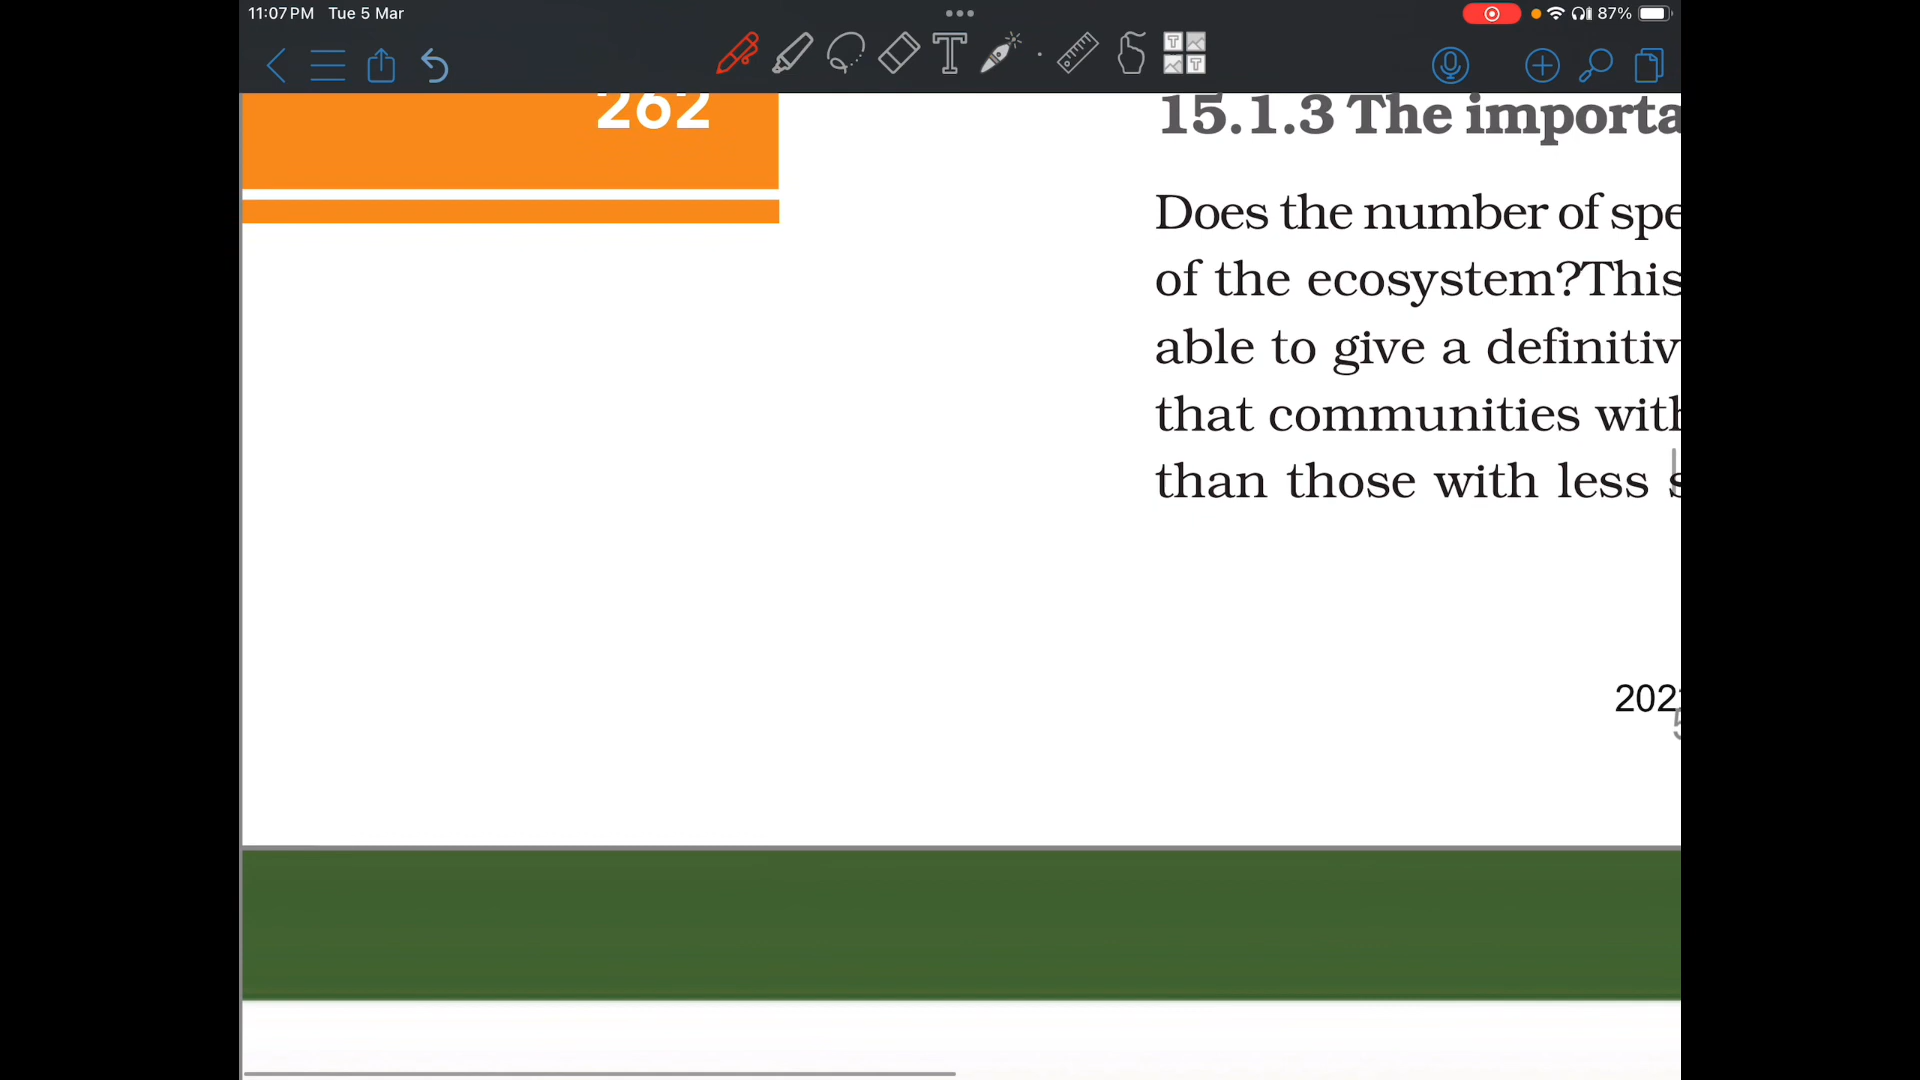 11:07 PM Tue 5 Mar
87%
262
15.1.3 The importa
Does the number of spe
of the ecosystem?This
able to give a definitiv
that communities with
than those with less s
202